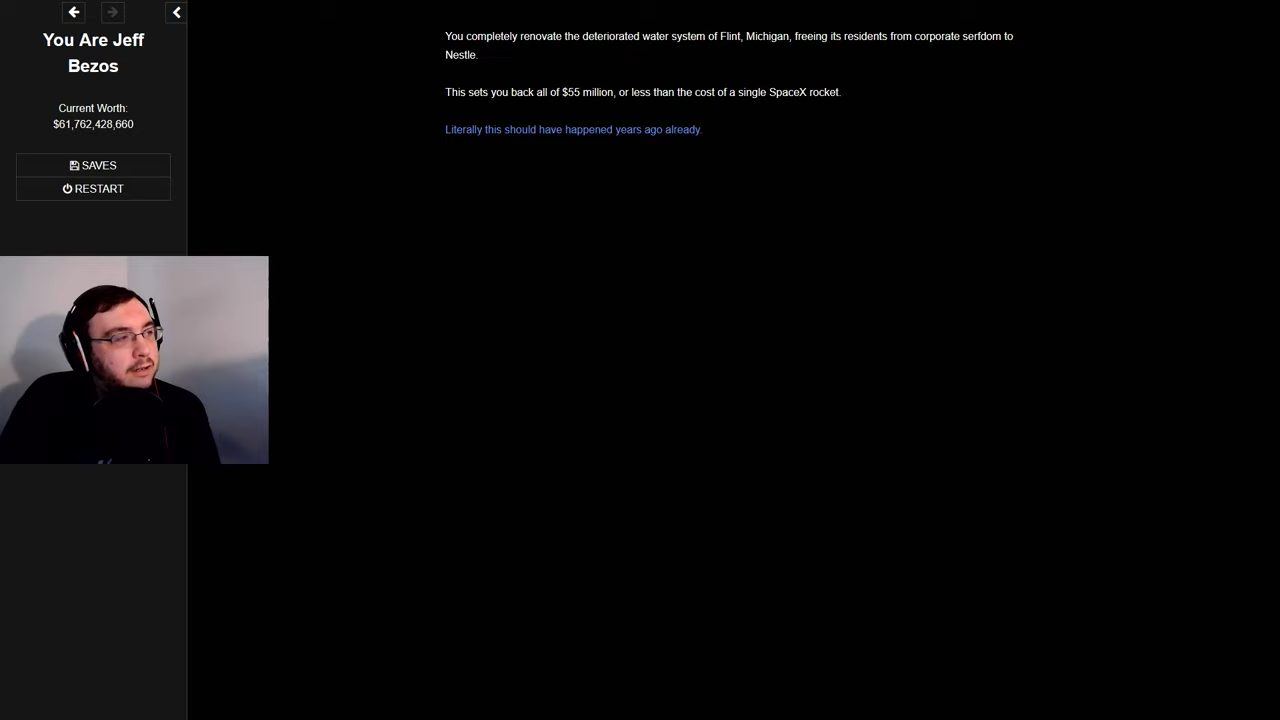 You Are Jeff
Bezos
Current Worth:
$61,762,428,660
SAVES
RESTART
You completely renovate the deteriorated water system of Flint, Michigan, freeing its residents from corporate serfdom to
Nestle.
This sets you back all of $55 million, or less than the cost of a single SpaceX rocket.
Literally this should have happened years ago already.